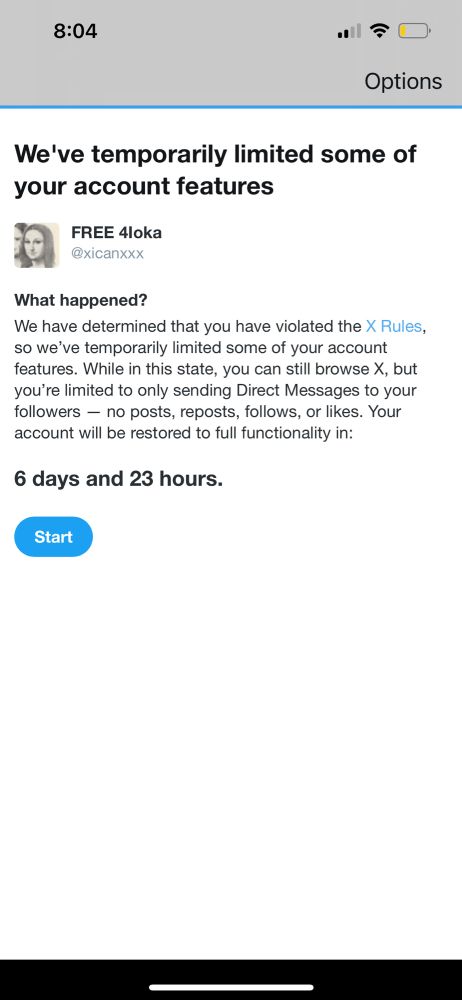 8:04
Options
We've temporarily limited some of
your account features
FREE 4loka
@xicanxxx
What happened?
We have determined that you have violated the X Rules,
so we’ve temporarily limited some of your account
features. While in this state, you can still browse X, but
you’re limited to only sending Direct Messages to your
followers — no posts, reposts, follows, or likes. Your
account will be restored to full functionality in:
6 days and 23 hours.
Start